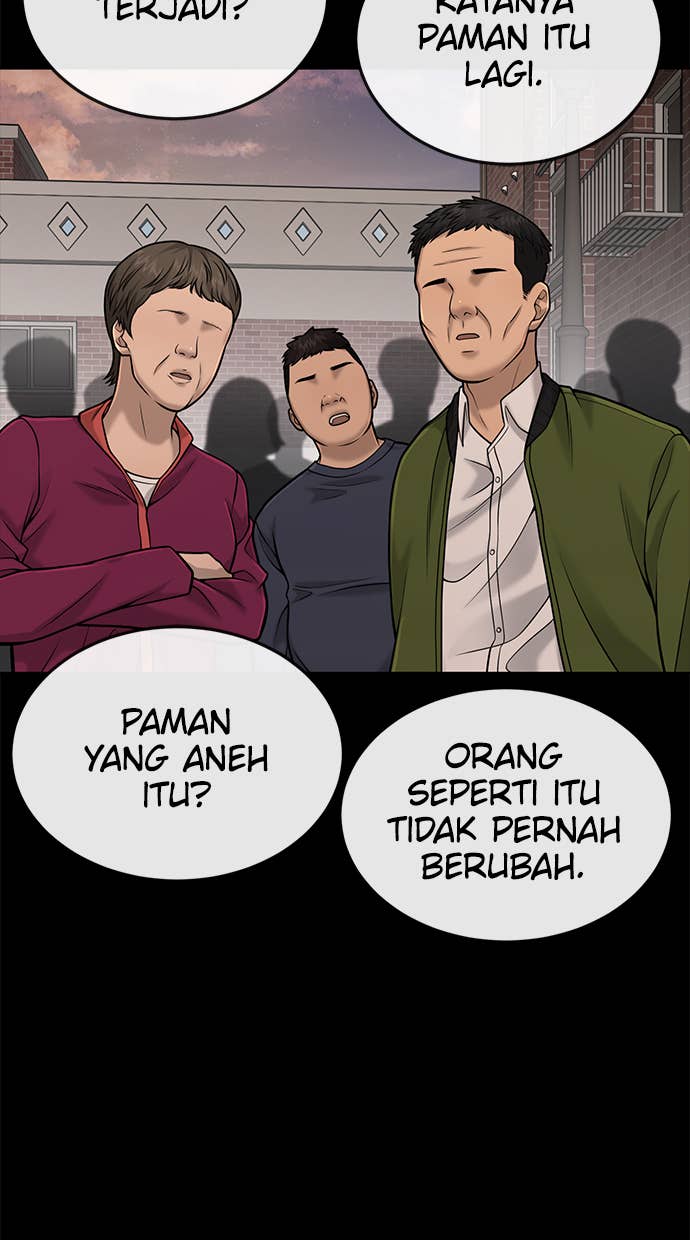 TERJADI?
KATANYA
PAMAN ITU
LAGI.
PAMAN
YANG ANEH
ITU?
ORANG
SEPERTI ITU
TIDAK PERNAH
BERUBAH.